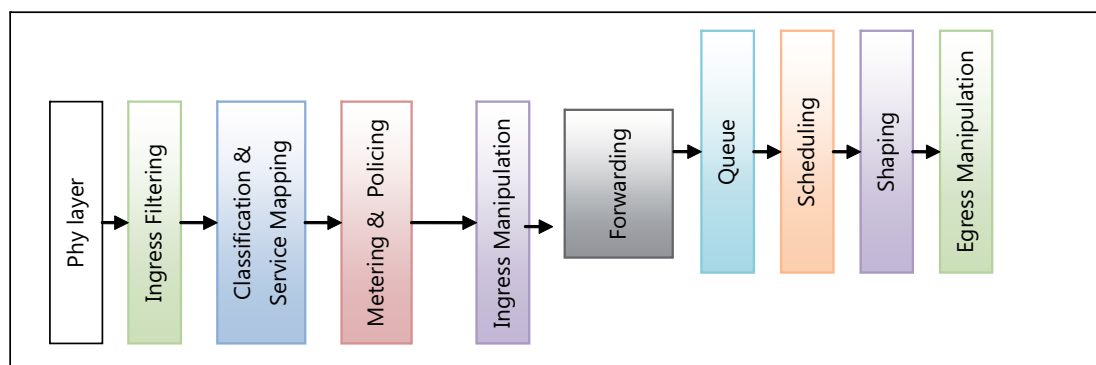 Phy layer
Ingress Filtering
Classification &
Service Mapping
Metering & Policing
Ingress Manipulation
Forwarding
Queue
Scheduling
Shaping
Egress Manipulation